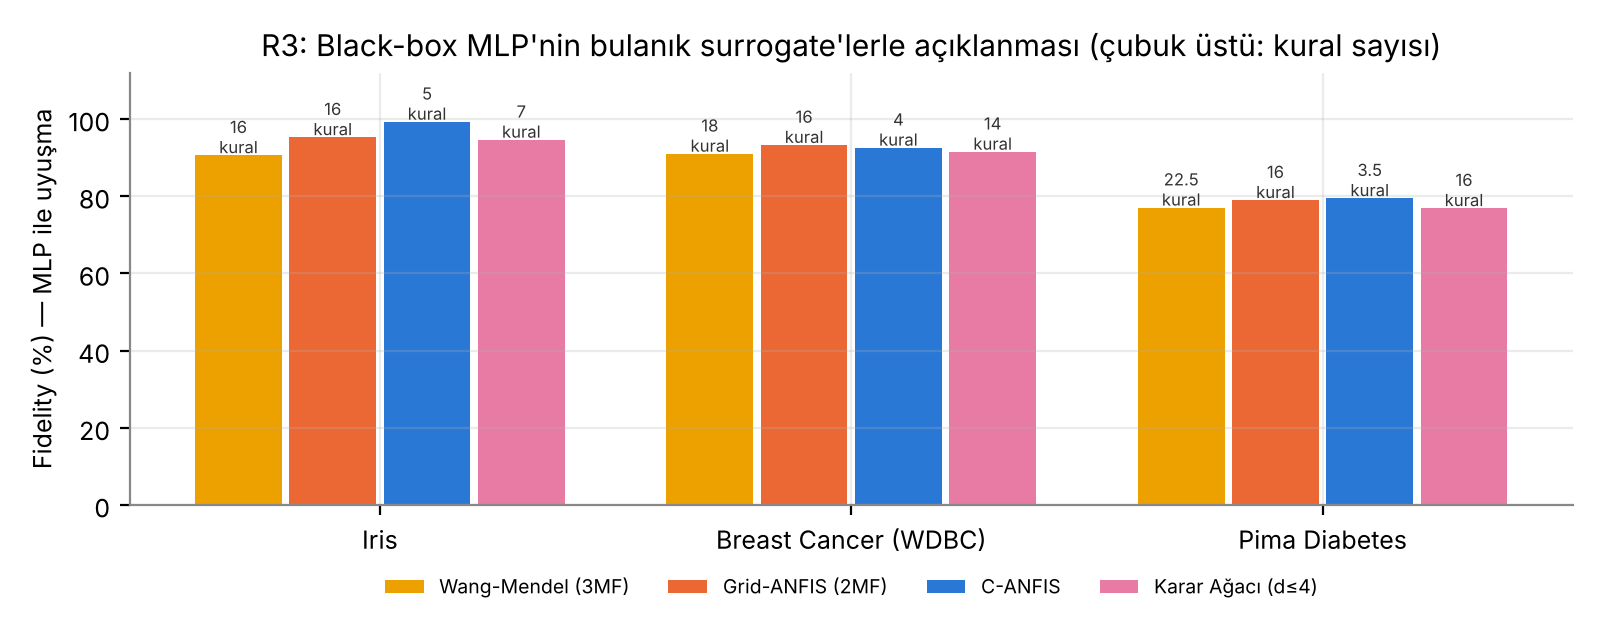 R3: Black-box MLP'nin bulanık surrogate'lerle açıklanması (çubuk üstü: kural sayısı)
Fidelity (%) — MLP ile uyuşma
100
80
60
40
20
0
16
kural
16
kural
5
kural
7
kural
18
kural
16
kural
4
kural
14
kural
22.5
kural
16
kural
3.5
kural
16
kural
Iris
Breast Cancer (WDBC)
Pima Diabetes
Wang-Mendel (3MF)
Grid-ANFIS (2MF)
C-ANFIS
Karar Ağacı (d≤4)